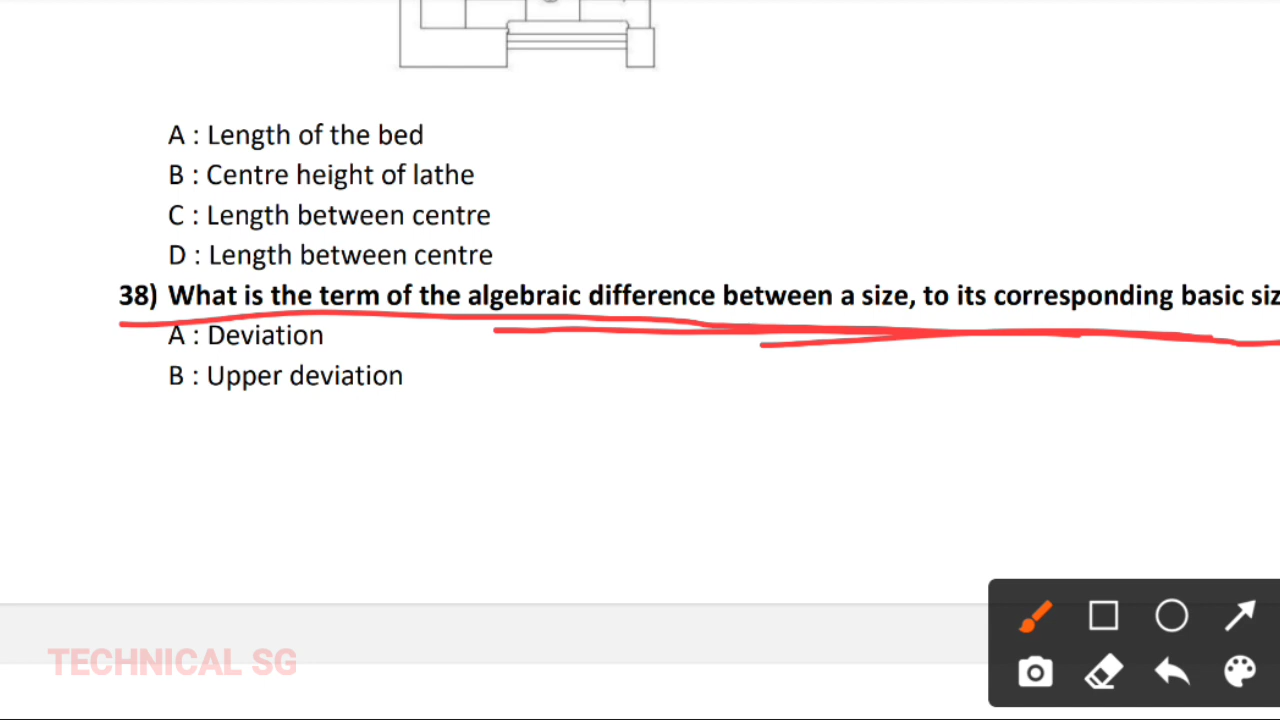 A : Length of the bed
B : Centre height of lathe
C : Length between centre
D : Length between centre
38) What is the term of the algebraic difference between a size, to its corresponding basic siz
A : Deviation
B : Upper deviation
TECHNICAL SG